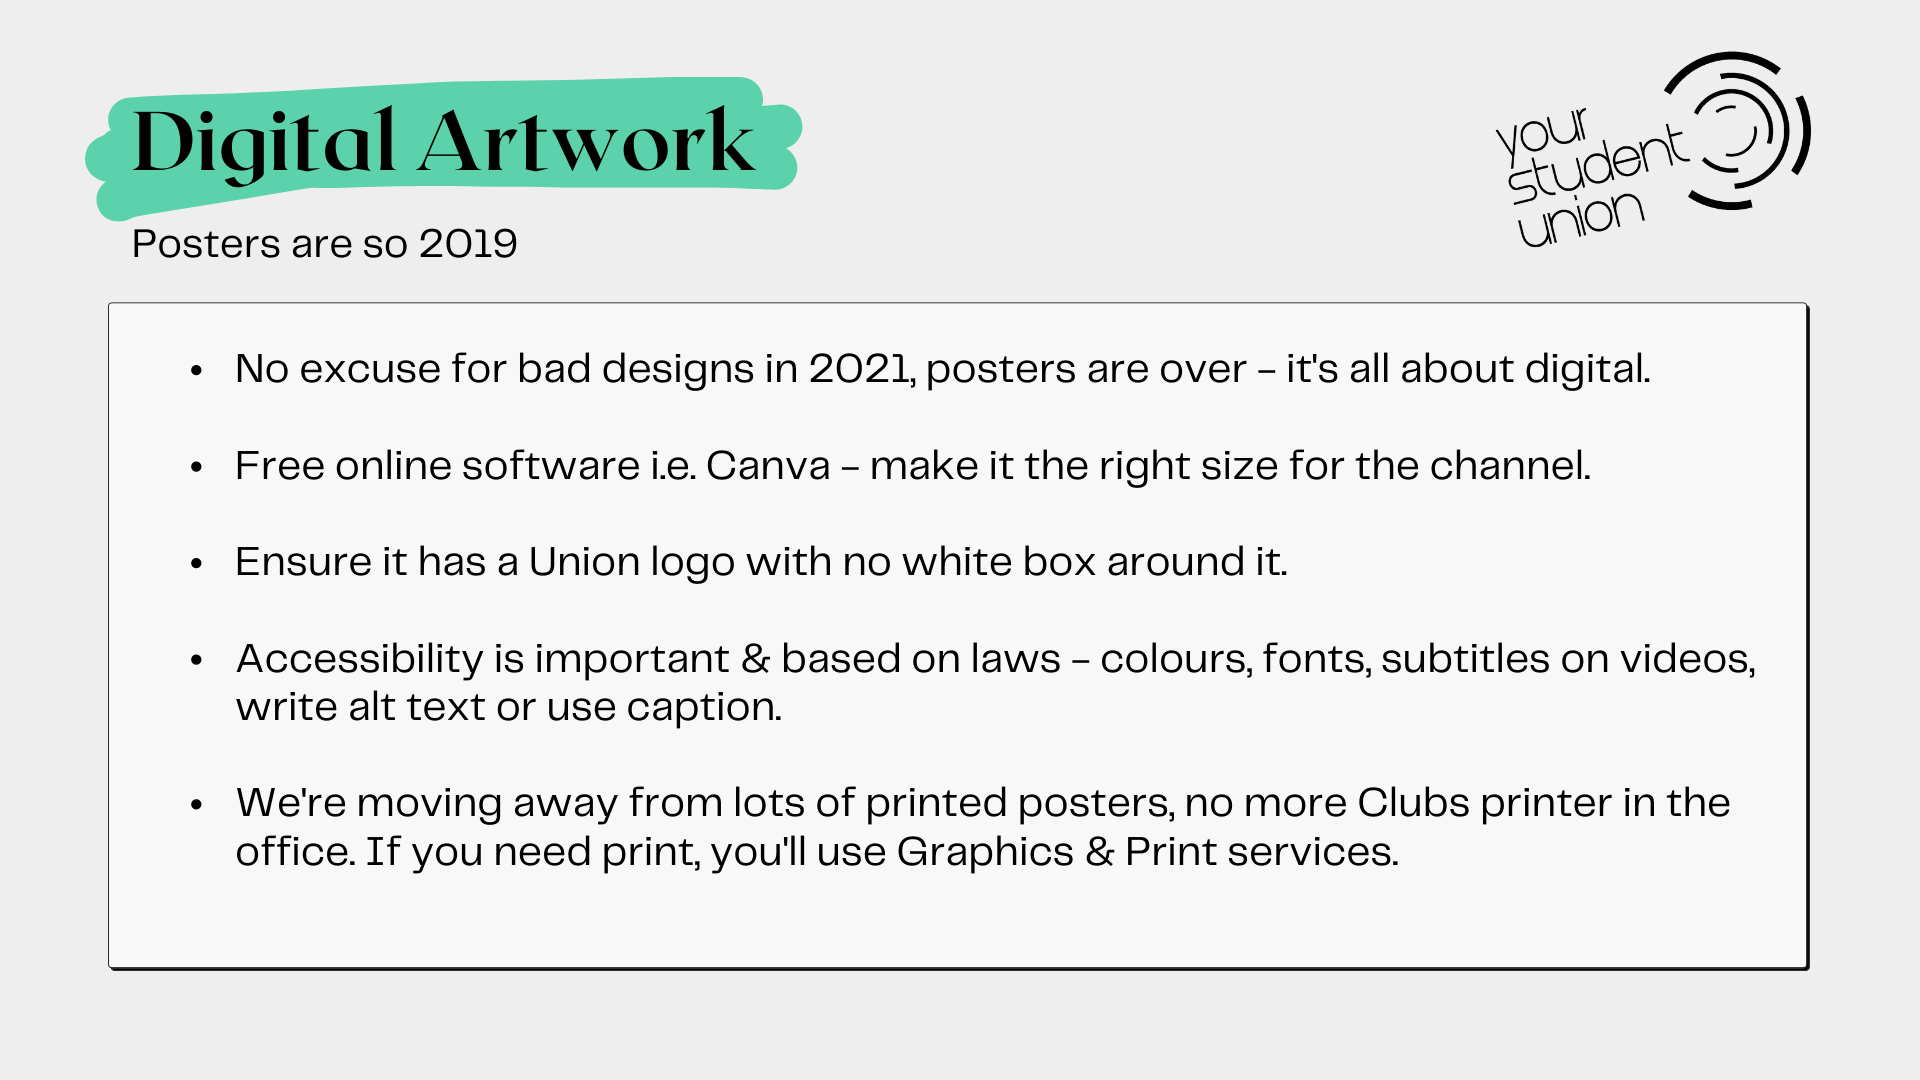 Digital Artwork
your
student
union
Posters are so 2019
• No excuse for bad designs in 2021, posters are over – it's all about digital.
• Free online software i.e. Canva – make it the right size for the channel.
• Ensure it has a Union logo with no white box around it.
• Accessibility is important & based on laws – colours, fonts, subtitles on videos,
write alt text or use caption.
• We're moving away from lots of printed posters, no more Clubs printer in the
office. If you need print, you'll use Graphics & Print services.